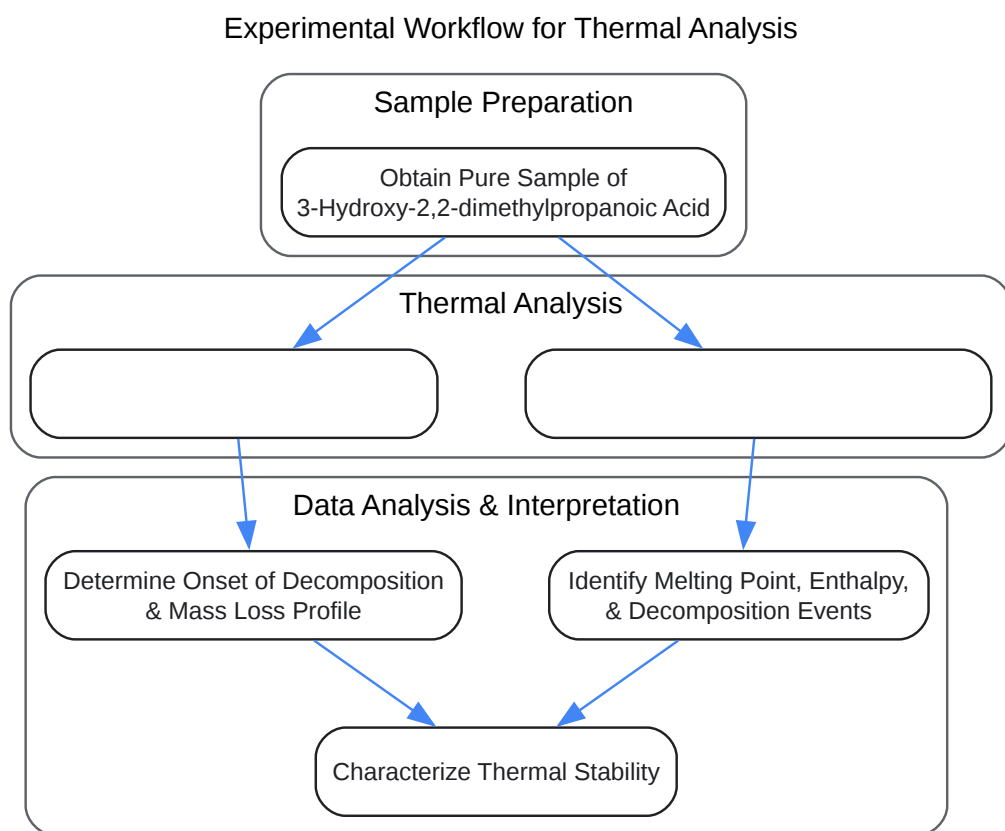 Experimental Workflow for Thermal Analysis
Sample Preparation
Obtain Pure Sample of
3-Hydroxy-2,2-dimethylpropanoic Acid
Thermal Analysis
Data Analysis & Interpretation
Determine Onset of Decomposition
& Mass Loss Profile
Identify Melting Point, Enthalpy,
& Decomposition Events
Characterize Thermal Stability